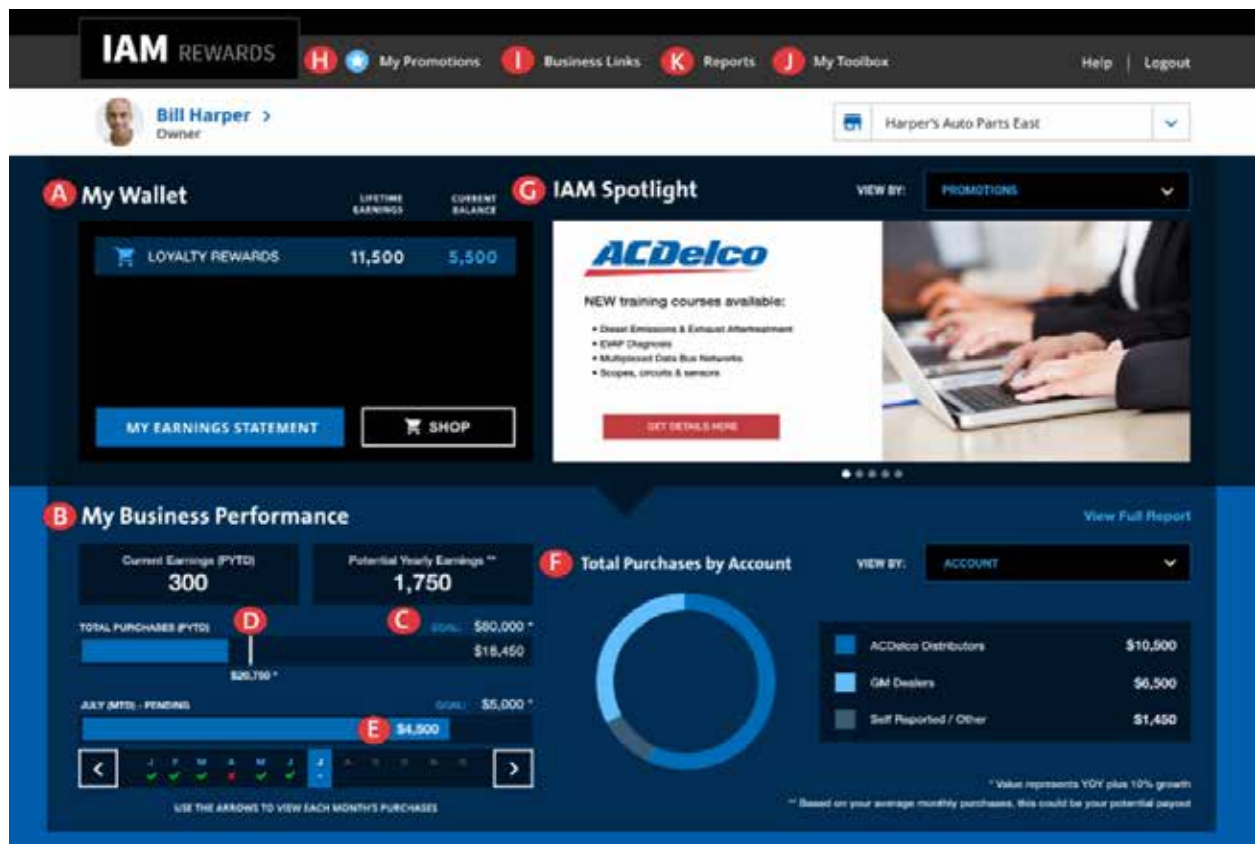 IAM REWARDS
H My Promotions I Business Links K Reports J My Toolbox Help | Logout
Bill Harper >
Owner
Harper's Auto Parts East
A My Wallet
LIFETIME EARNINGS
CURRENT BALANCE
LOYALTY REWARDS 11,500 5,500
MY EARNINGS STATEMENT SHOP
G IAM Spotlight VIEW BY: PROMOTIONS
ACDelco
NEW training courses available:
• Diesel Emissions & Exhaust Aftertreatment
• EVAP Diagnosis
• Multiplexed Data Bus Networks
• Scopes, circuits & sensors
GET DETAILS HERE
B My Business Performance View Full Report
Current Earnings (PYTD)
300
Potential Yearly Earnings **
1,750
TOTAL PURCHASES (PYTD) D C GOAL: $60,000 *
$18,450
$20,750 *
JULY (MTD) - PENDING GOAL: $5,000 *
E $4,500
< J F M A M J J A S O N D >
USE THE ARROWS TO VIEW EACH MONTH'S PURCHASES
F Total Purchases by Account VIEW BY: ACCOUNT
ACDelco Distributors $10,500
GM Dealers $6,500
Self Reported / Other $1,450
* Value represents YOY plus 10% growth
** Based on your average monthly purchases, this could be your potential payout